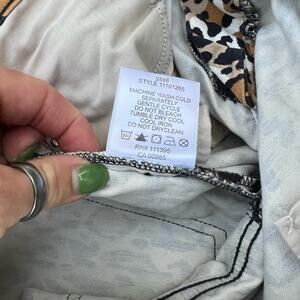 2888
STYLE 11101265
MACHINE WASH COLD
SEPARATELY
GENTLE CYCLE
DO NOT BLEACH
TUMBLE DRY COOL
COOL IRON
DO NOT DRYCLEAN
RN# 111395
CA 00985